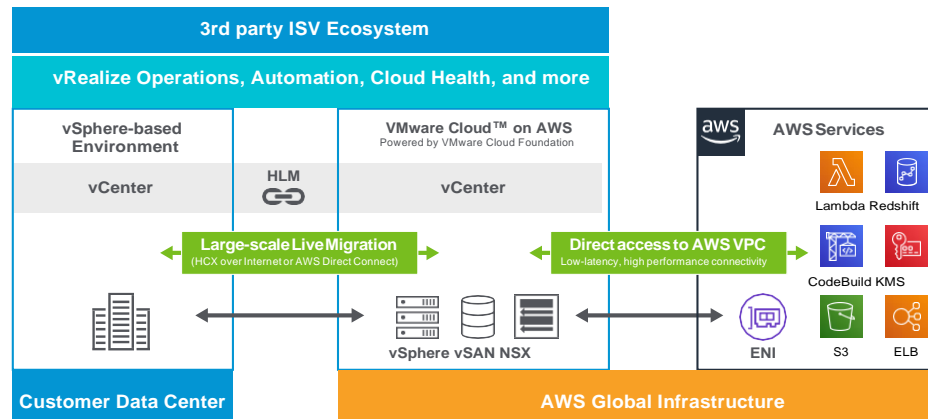 3rd party ISV Ecosystem
vRealize Operations, Automation, Cloud Health, and more
vSphere-based
Environment
VMware Cloud™ on AWS
Powered by VMware Cloud Foundation
aws
AWS Services
vCenter
HLM
vCenter
Lambda Redshift
Large-scale Live Migration
(HCX over Internet or AWS Direct Connect)
Direct access to AWS VPC
Low-latency, high performance connectivity
CodeBuild KMS
vSphere vSAN NSX
ENI
S3
ELB
Customer Data Center
AWS Global Infrastructure